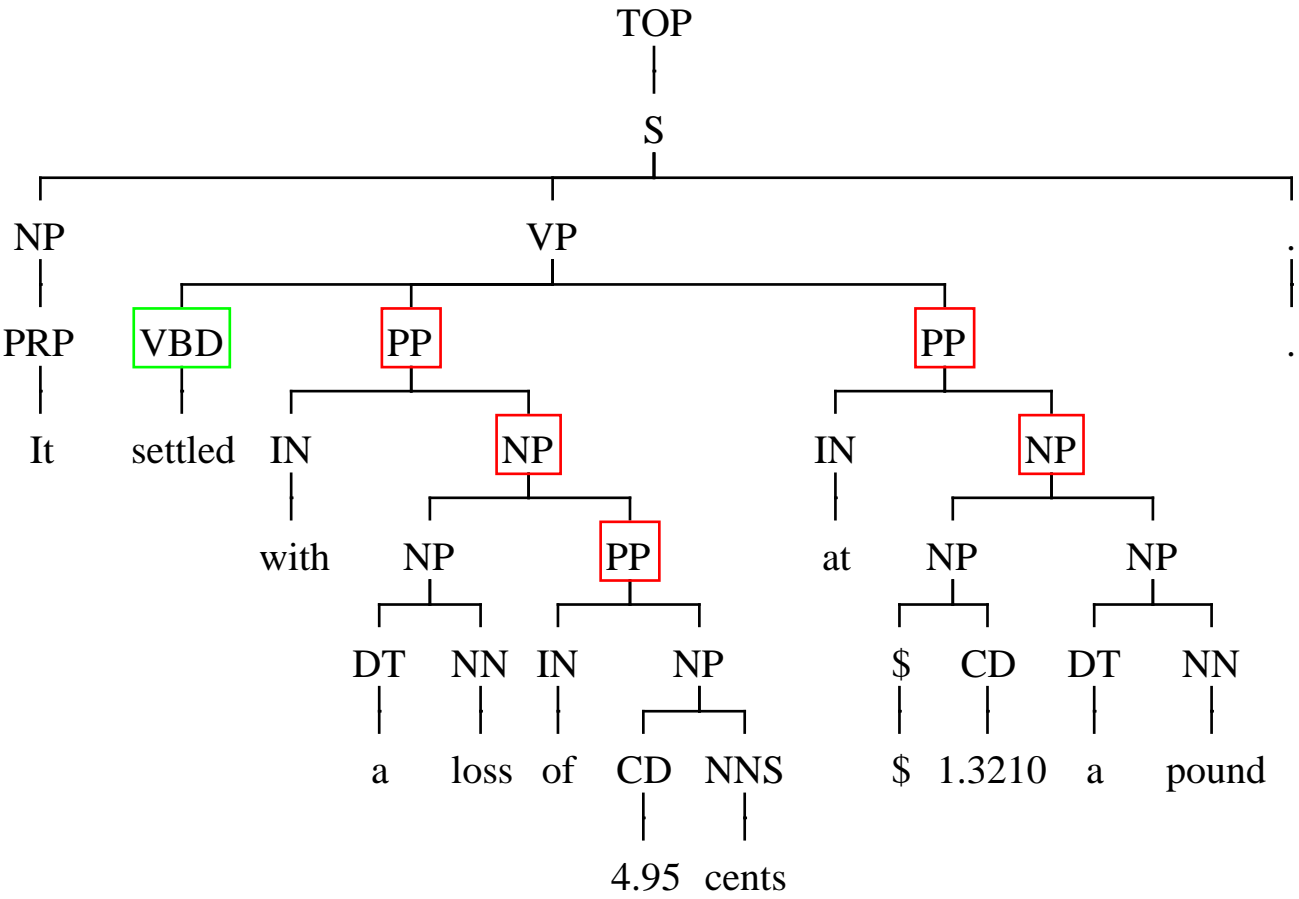 TOP
S
NP VP .
PRP VBD PP PP .
It settled IN NP IN NP
with NP PP at NP NP
DT NN IN NP $ CD DT NN
a loss of CD NNS $ 1.3210 a pound
4.95 cents